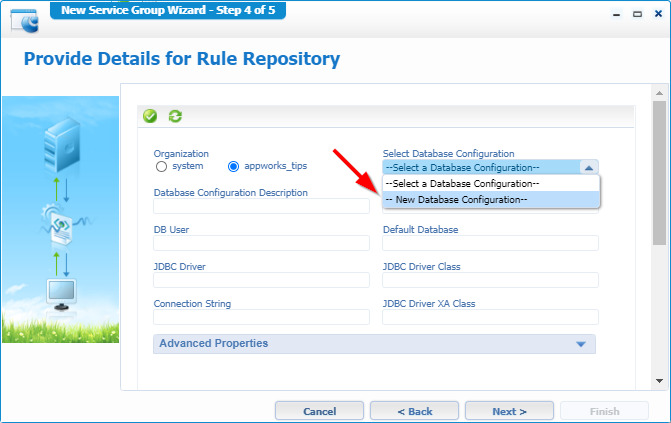 New Service Group Wizard - Step 4 of 5
Provide Details for Rule Repository
Organization
system
appworks_tips
Select Database Configuration
--Select a Database Configuration--
--Select a Database Configuration--
-- New Database Configuration--
Database Configuration Description
DB User
Default Database
JDBC Driver
JDBC Driver Class
Connection String
JDBC Driver XA Class
Advanced Properties
Cancel
< Back
Next >
Finish